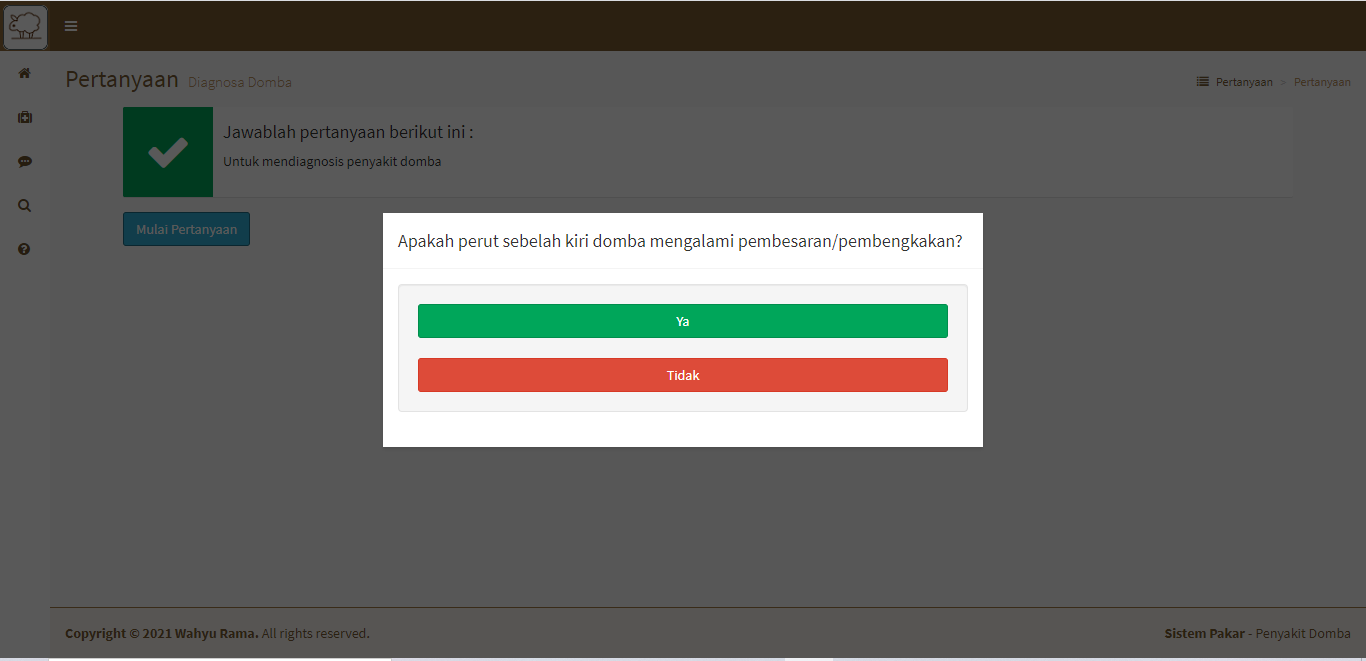 Pertanyaan Diagnosa Domba
Pertanyaan > Pertanyaan
Jawablah pertanyaan berikut ini :
Untuk mendiagnosis penyakit domba
Mulai Pertanyaan
Apakah perut sebelah kiri domba mengalami pembesaran/pembengkakan?
Ya
Tidak
Copyright © 2021 Wahyu Rama. All rights reserved.
Sistem Pakar - Penyakit Domba